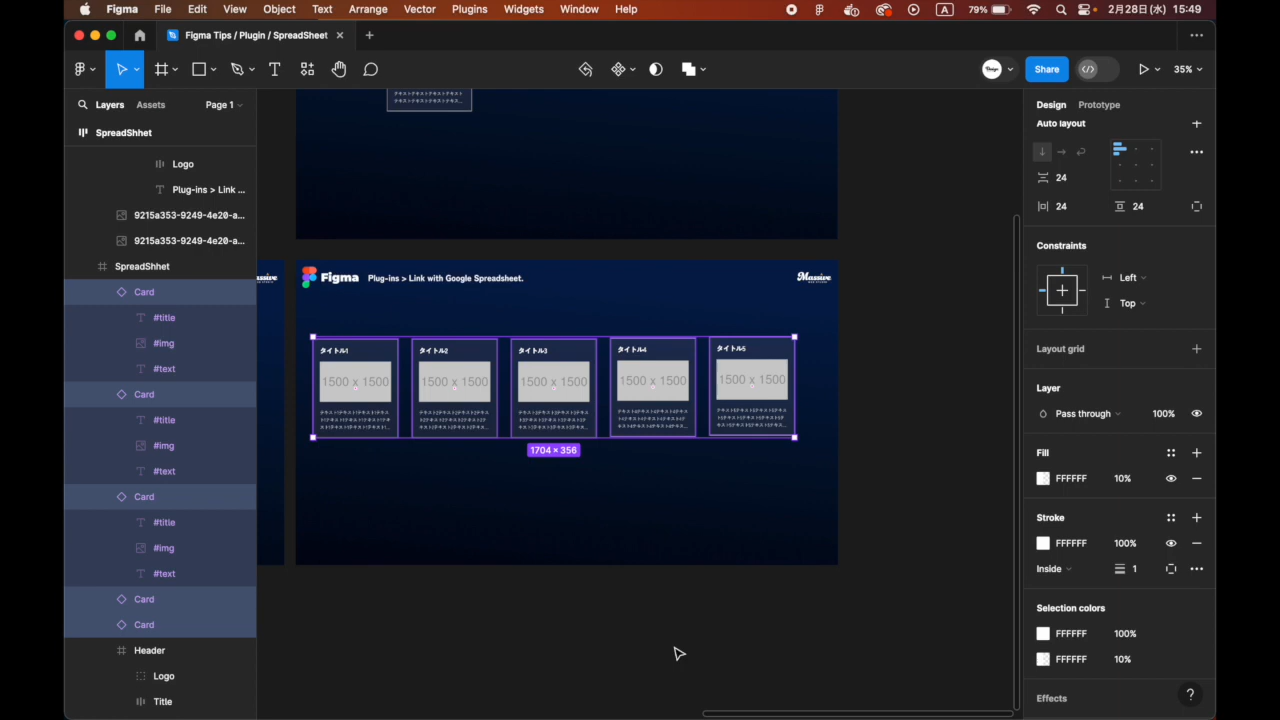 Figma File Edit View Object Text Arrange Vector Plugins Widgets Window Help A 79% 2月28日(水) 15:49
Figma Tips / Plugin / SpreadSheet
Share 35%
Layers Assets Page 1
SpreadShhet
Logo
Plug-ins > Link ...
9215a353-9249-4e20-a...
9215a353-9249-4e20-a...
SpreadShhet
Card
#title
#img
#text
Card
#title
#img
#text
Card
#title
#img
#text
Card
Card
Header
Logo
Title
Figma Plug-ins > Link with Google Spreadsheet. Massive
タイトル1 タイトル2 タイトル3 タイトル4 タイトル5
1500 x 1500 1500 x 1500 1500 x 1500 1500 x 1500 1500 x 1500
1704 × 356
Design Prototype
Auto layout
24
24 24
Constraints
Left
Top
Layout grid
Layer
Pass through 100%
Fill
FFFFFF 10%
Stroke
FFFFFF 100%
Inside 1
Selection colors
FFFFFF 100%
FFFFFF 10%
Effects
?